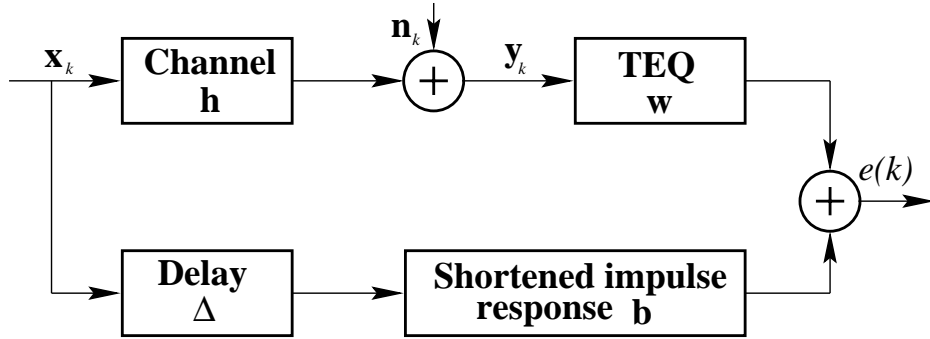 n_k
x_k
Channel
h
+
y_k
TEQ
w
e(k)
+
Delay
Δ
Shortened impulse
response b